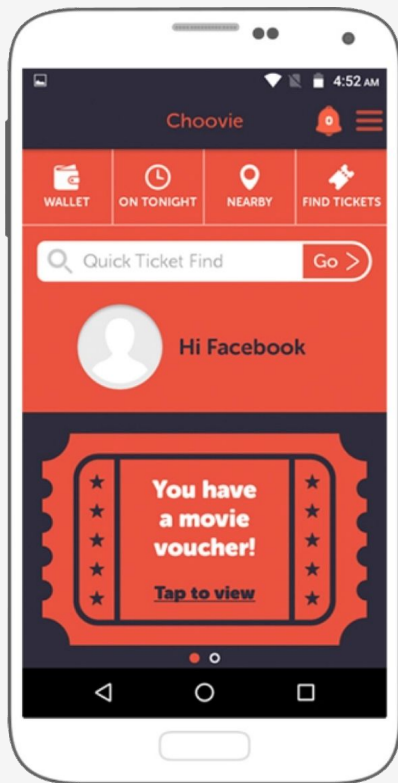 4:52 AM
Choovie
0
WALLET
ON TONIGHT
NEARBY
FIND TICKETS
Quick Ticket Find
Go >
Hi Facebook
You have
a movie
voucher!
Tap to view